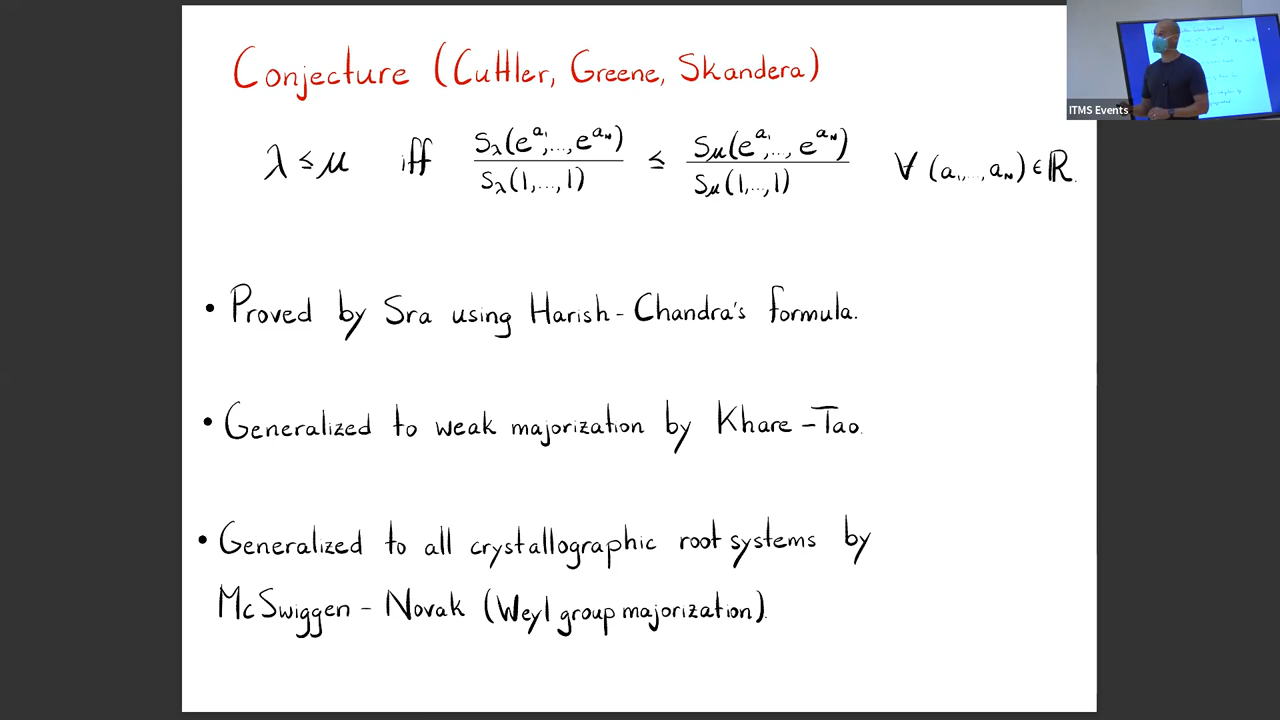 Conjecture (Cuttler, Greene, Skandera)
λ ≤ μ iff S_λ(e^{a_1},...,e^{a_N}) / S_λ(1,...,1) ≤ S_μ(e^{a_1},...,e^{a_N}) / S_μ(1,...,1) ∀ (a_1,...,a_N) ∈ ℝ.
• Proved by Sra using Harish-Chandra's formula.
• Generalized to weak majorization by Khare-Tao.
• Generalized to all crystallographic root systems by
McSwiggen - Novak (Weyl group majorization).
ITMS Events